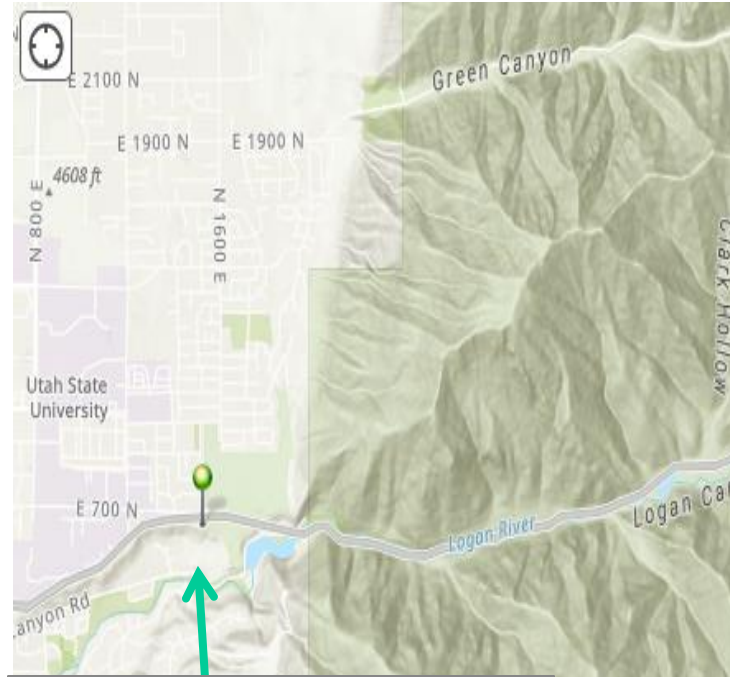 Green Canyon
E 2100 N
E 1900 N
E 1900 N
4608 ft
N 800 E
N 1600 E
Clark Hollow
Utah State
University
E 700 N
Logan River
Logan Ca
anyon Rd